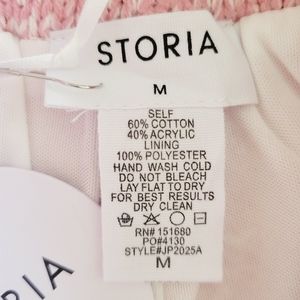 STORIA
M
SELF
60% COTTON
40% ACRYLIC
LINING
100% POLYESTER
HAND WASH COLD
DO NOT BLEACH
LAY FLAT TO DRY
FOR BEST RESULTS
DRY CLEAN
RN# 151680
PO#4130
STYLE#JP2025A
M
RIA